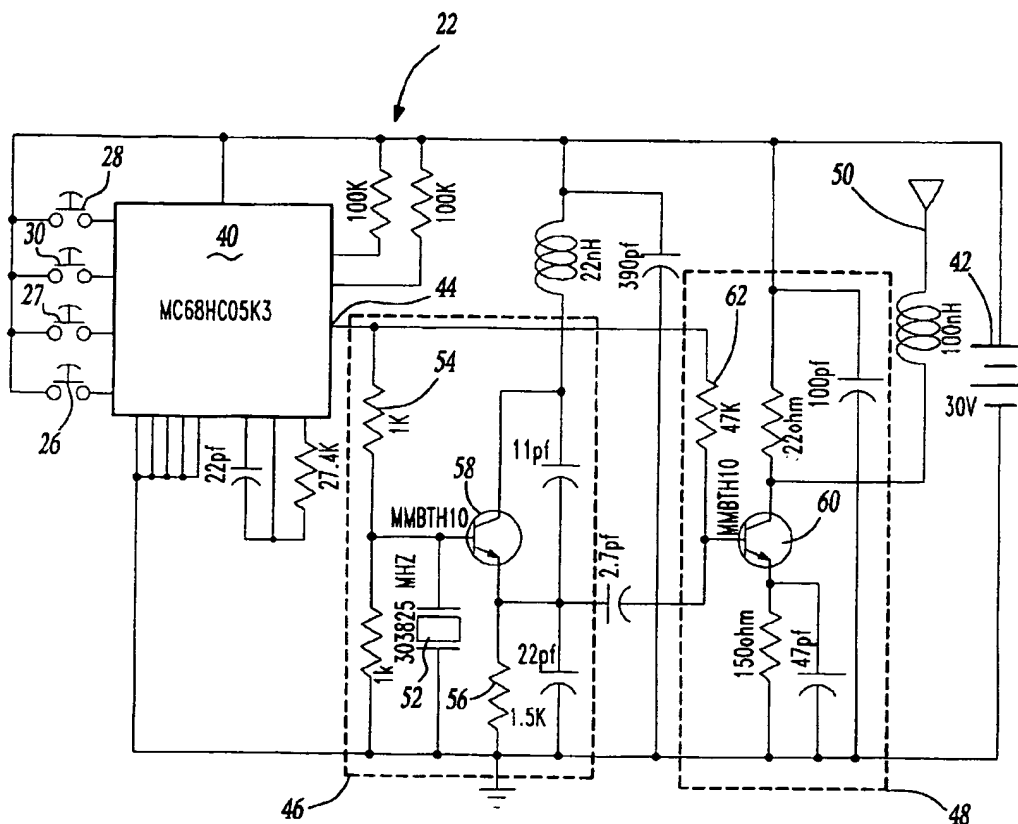 22
28
30
27
26
40
MC68HC05K3
44
100K
100K
22nH
390pf
50
42
62
100nH
30V
54
1K
47K
22ohm
100pf
22pf
27.4K
58
11pf
MMBTH10
MMBTH10
60
2.7pf
303825 MHZ
1k
52
56
22pf
1.5K
150ohm
47pf
46
48